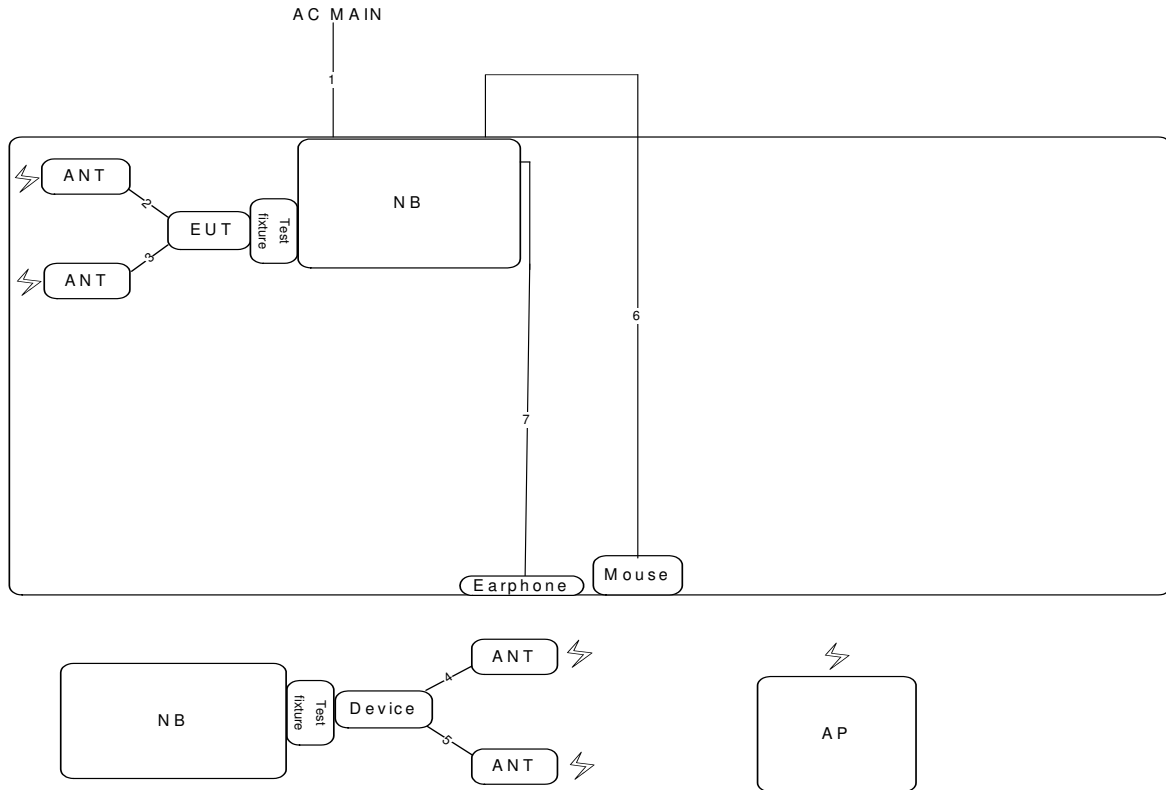 AC MAIN
1
ANT
2
EUT
Test
fixture
NB
3
ANT
6
7
Earphone
Mouse
NB
Test
fixture
Device
4
ANT
5
ANT
AP